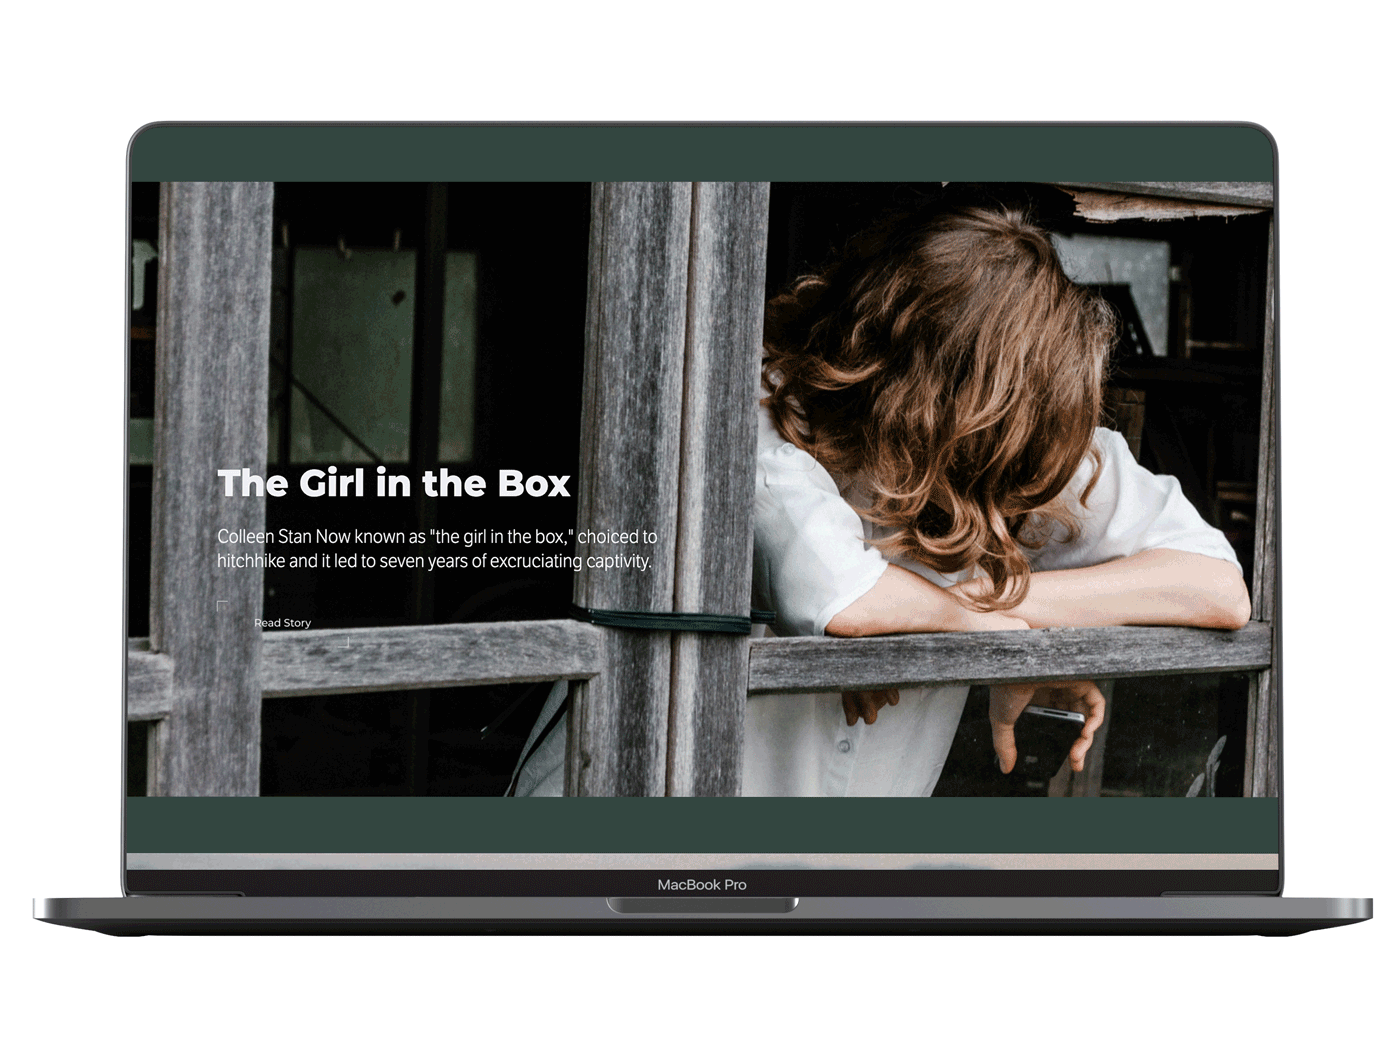 The Girl in the Box
Colleen Stan Now known as "the girl in the box," choiced to
hitchhike and it led to seven years of excruciating captivity.
Read Story
MacBook Pro